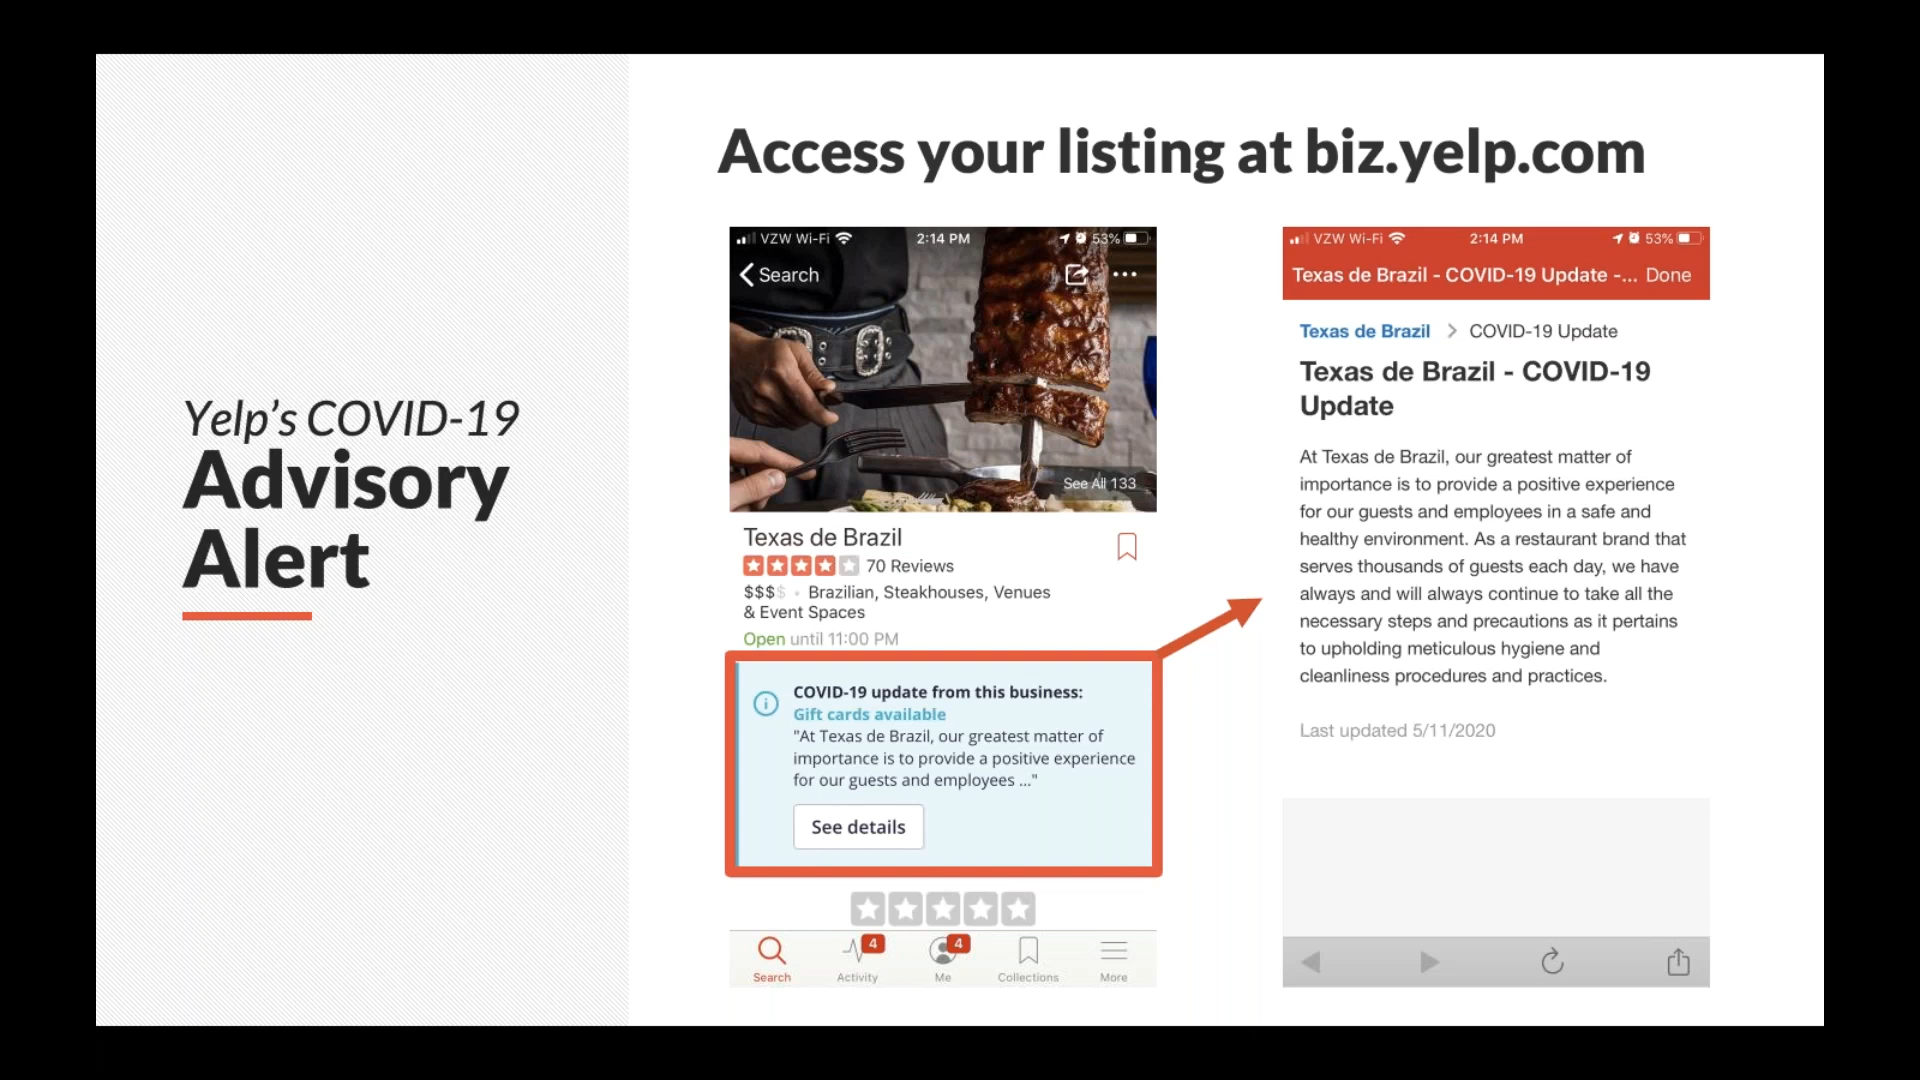 Yelp’s COVID-19
Advisory
Alert
Access your listing at biz.yelp.com
VZW Wi-Fi
2:14 PM
53%
Search
See All 133
Texas de Brazil
70 Reviews
$$$$ • Brazilian, Steakhouses, Venues
& Event Spaces
Open until 11:00 PM
COVID-19 update from this business:
Gift cards available
"At Texas de Brazil, our greatest matter of
importance is to provide a positive experience
for our guests and employees ..."
See details
4
4
Search
Activity
Me
Collections
More
VZW Wi-Fi
2:14 PM
53%
Texas de Brazil - COVID-19 Update -... Done
Texas de Brazil > COVID-19 Update
Texas de Brazil - COVID-19
Update
At Texas de Brazil, our greatest matter of
importance is to provide a positive experience
for our guests and employees in a safe and
healthy environment. As a restaurant brand that
serves thousands of guests each day, we have
always and will always continue to take all the
necessary steps and precautions as it pertains
to upholding meticulous hygiene and
cleanliness procedures and practices.
Last updated 5/11/2020